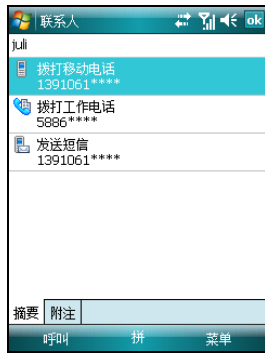 联系人 ok
juli
拨打移动电话
1391061****
拨打工作电话
5886****
发送短信
1391061****
摘要 附注
呼叫 拼 菜单